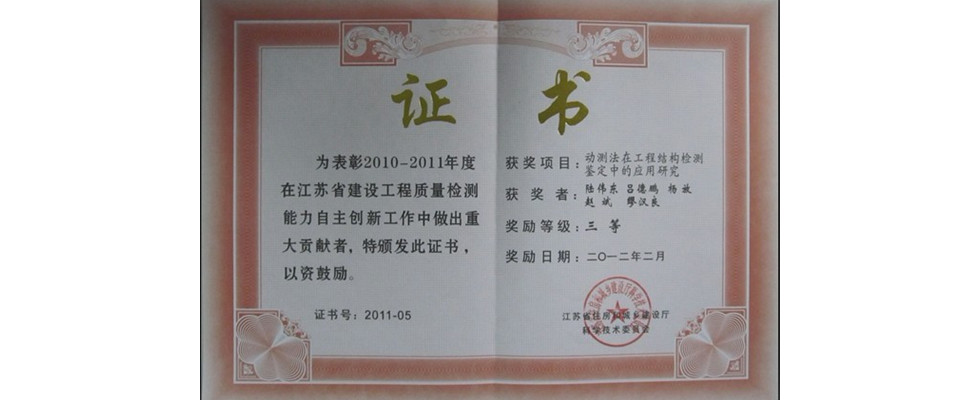 证 书
为表彰2010-2011年度
在江苏省建设工程质量检测
能力自主创新工作中做出重
大贡献者，特颁发此证书，
以资鼓励。
证书号：2011-05
获奖项目：动测法在工程结构检测
鉴定中的应用研究
获 奖 者：陆伟东 吕德鹏 杨放
赵斌 缪汉良
奖励等级：三 等
奖励日期：二〇一二年二月
江苏省住房和城乡建设厅
科学技术委员会